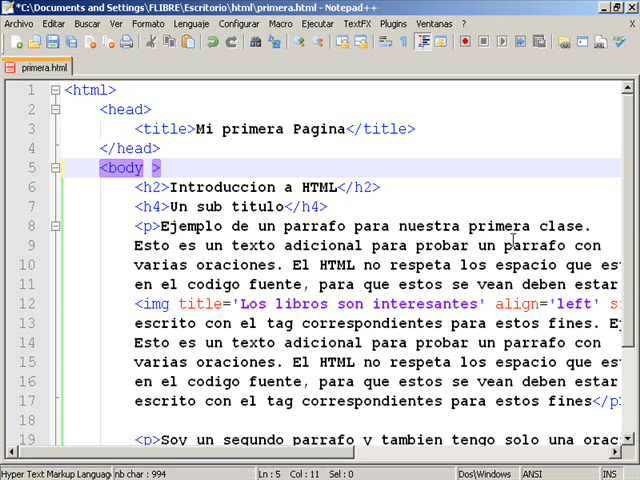 *C:\Documents and Settings\FLIBRE\Escritorio\html\primera.html - Notepad++
Archivo Editar Buscar Ver Formato Lenguaje Configurar Macro Ejecutar TextFX Plugins Ventanas ? X
primera.html
1 <html>
2 <head>
3 <title>Mi primera Pagina</title>
4 </head>
5 <body >
6 <h2>Introduccion a HTML</h2>
7 <h4>Un sub titulo</h4>
8 <p>Ejemplo de un parrafo para nuestra primera clase.
9 Esto es un texto adicional para probar un parrafo con
10 varias oraciones. El HTML no respeta los espacio que est
11 en el codigo fuente, para que estos se vean deben estar
12 <img title='Los libros son interesantes' align='left' s
13 escrito con el tag correspondientes para estos fines. Ej
14 Esto es un texto adicional para probar un parrafo con
15 varias oraciones. El HTML no respeta los espacio que est
16 en el codigo fuente, para que estos se vean deben estar
17 escrito con el tag correspondientes para estos fines</p
18
19 <p>Soy un segundo parrafo y tambien tengo solo una orac
Hyper Text Markup Languag nb char : 994 Ln : 5 Col : 11 Sel : 0 Dos\Windows ANSI INS